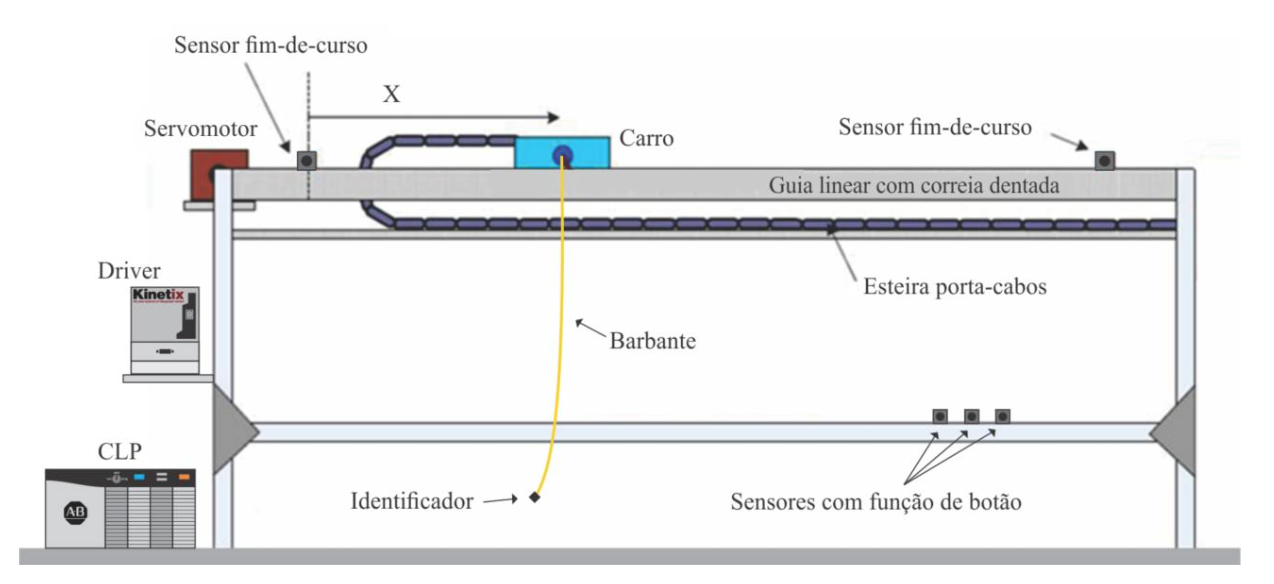 Sensor fim-de-curso
X
Servomotor
Carro
Sensor fim-de-curso
Guia linear com correia dentada
Driver
Kinetix
Esteira porta-cabos
Barbante
CLP
AB
Identificador
Sensores com função de botão